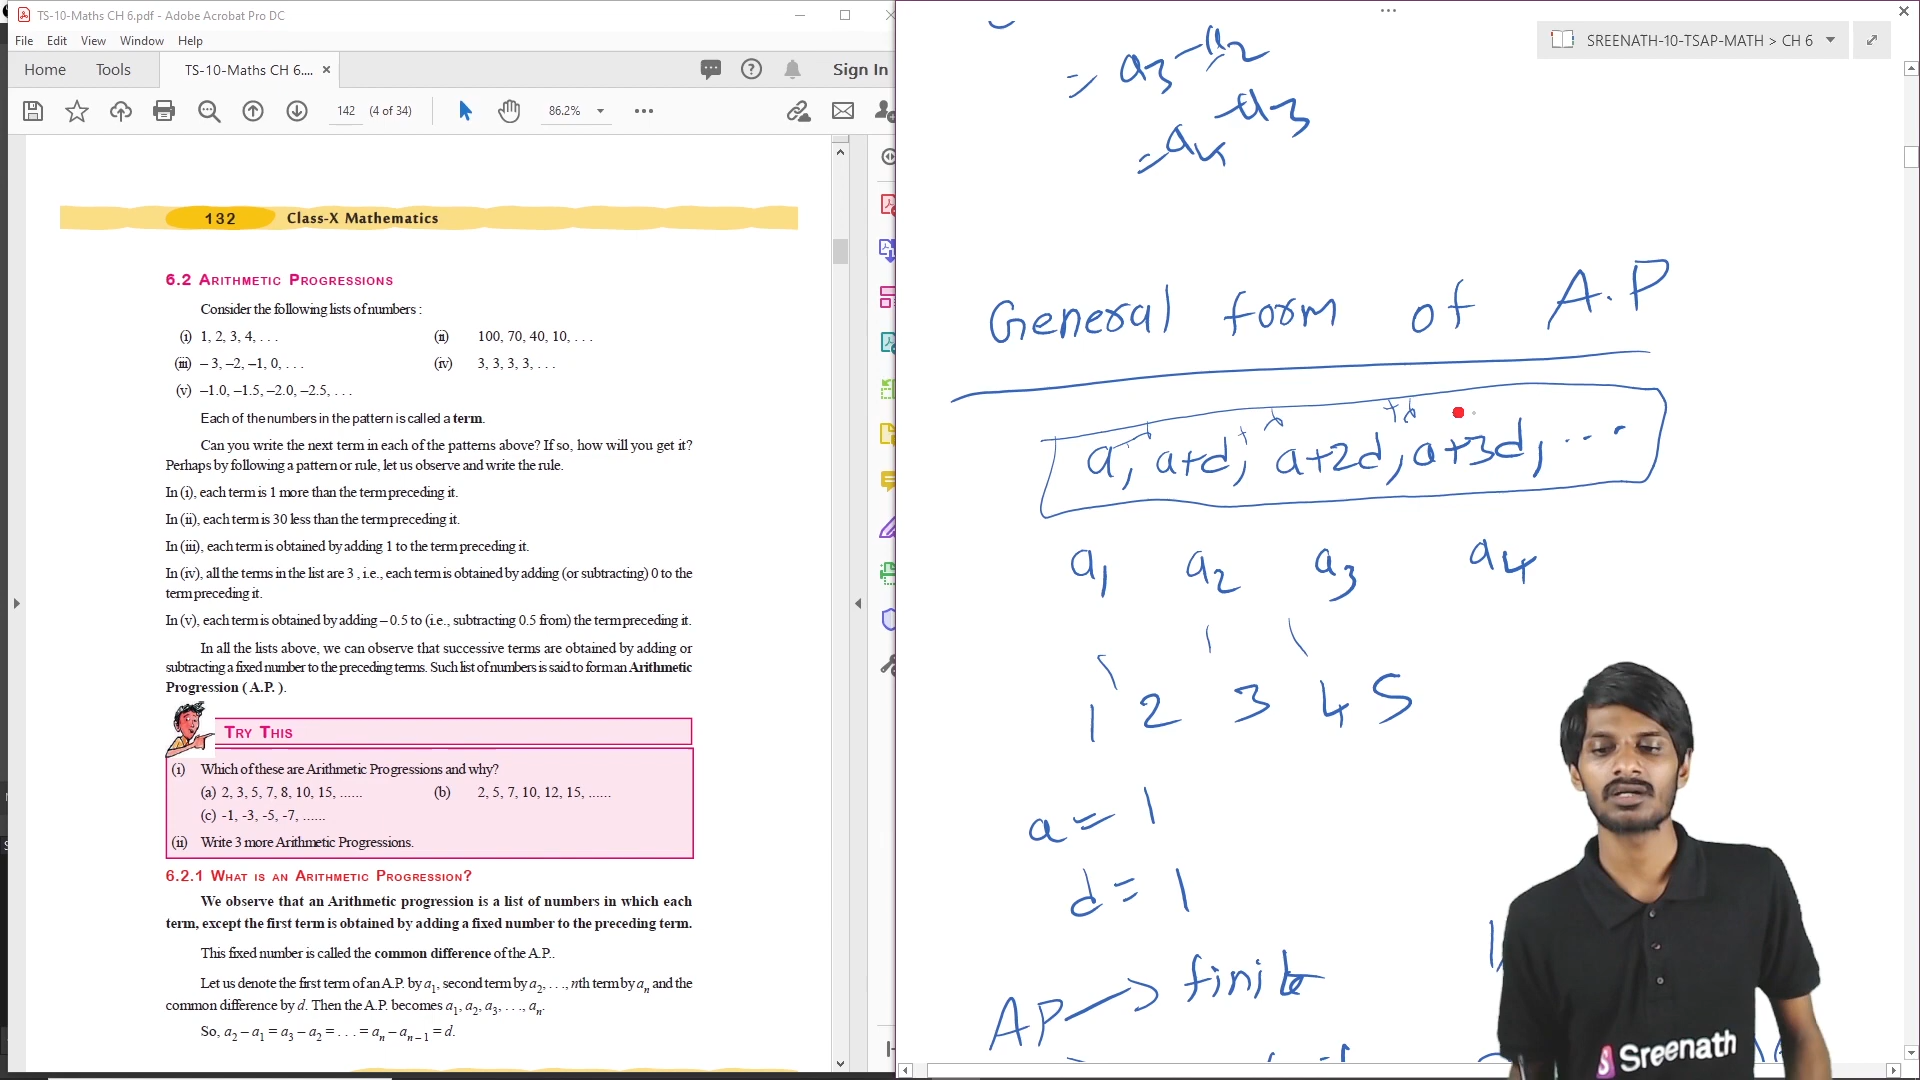 TS-10-Maths CH 6.pdf - Adobe Acrobat Pro DC
File Edit View Window Help
Home Tools TS-10-Maths CH 6.... × Sign In
142 (4 of 34) 86.2%
132 Class-X Mathematics
6.2 ARITHMETIC PROGRESSIONS
Consider the following lists of numbers :
(i) 1, 2, 3, 4, . . . (ii) 100, 70, 40, 10, . . .
(iii) – 3, –2, –1, 0, . . . (iv) 3, 3, 3, 3, . . .
(v) –1.0, –1.5, –2.0, –2.5, . . .
Each of the numbers in the pattern is called a term.
Can you write the next term in each of the patterns above? If so, how will you get it?
Perhaps by following a pattern or rule, let us observe and write the rule.
In (i), each term is 1 more than the term preceding it.
In (ii), each term is 30 less than the term preceding it.
In (iii), each term is obtained by adding 1 to the term preceding it.
In (iv), all the terms in the list are 3 , i.e., each term is obtained by adding (or subtracting) 0 to the
term preceding it.
In (v), each term is obtained by adding – 0.5 to (i.e., subtracting 0.5 from) the term preceding it.
In all the lists above, we can observe that successive terms are obtained by adding or
subtracting a fixed number to the preceding terms. Such list of numbers is said to form an Arithmetic
Progression ( A.P. ).
TRY THIS
(i) Which of these are Arithmetic Progressions and why?
(a) 2, 3, 5, 7, 8, 10, 15, ...... (b) 2, 5, 7, 10, 12, 15, ......
(c) -1, -3, -5, -7, ......
(ii) Write 3 more Arithmetic Progressions.
6.2.1 WHAT IS AN ARITHMETIC PROGRESSION?
We observe that an Arithmetic progression is a list of numbers in which each
term, except the first term is obtained by adding a fixed number to the preceding term.
This fixed number is called the common difference of the A.P..
Let us denote the first term of an A.P. by a₁, second term by a₂, . . ., nth term by aₙ and the
common difference by d. Then the A.P. becomes a₁, a₂, a₃, . . ., aₙ.
So, a₂ – a₁ = a₃ – a₂ = . . . = aₙ – aₙ₋₁ = d.
SREENATH-10-TSAP-MATH > CH 6
= a₃ - a₂
= a₄ - a₃
General form of A.P
a, a+d, a+2d, a+3d, ...
a₁ a₂ a₃ a₄
1 2 3 4 5
a = 1
d = 1
AP → finite
Sreenath